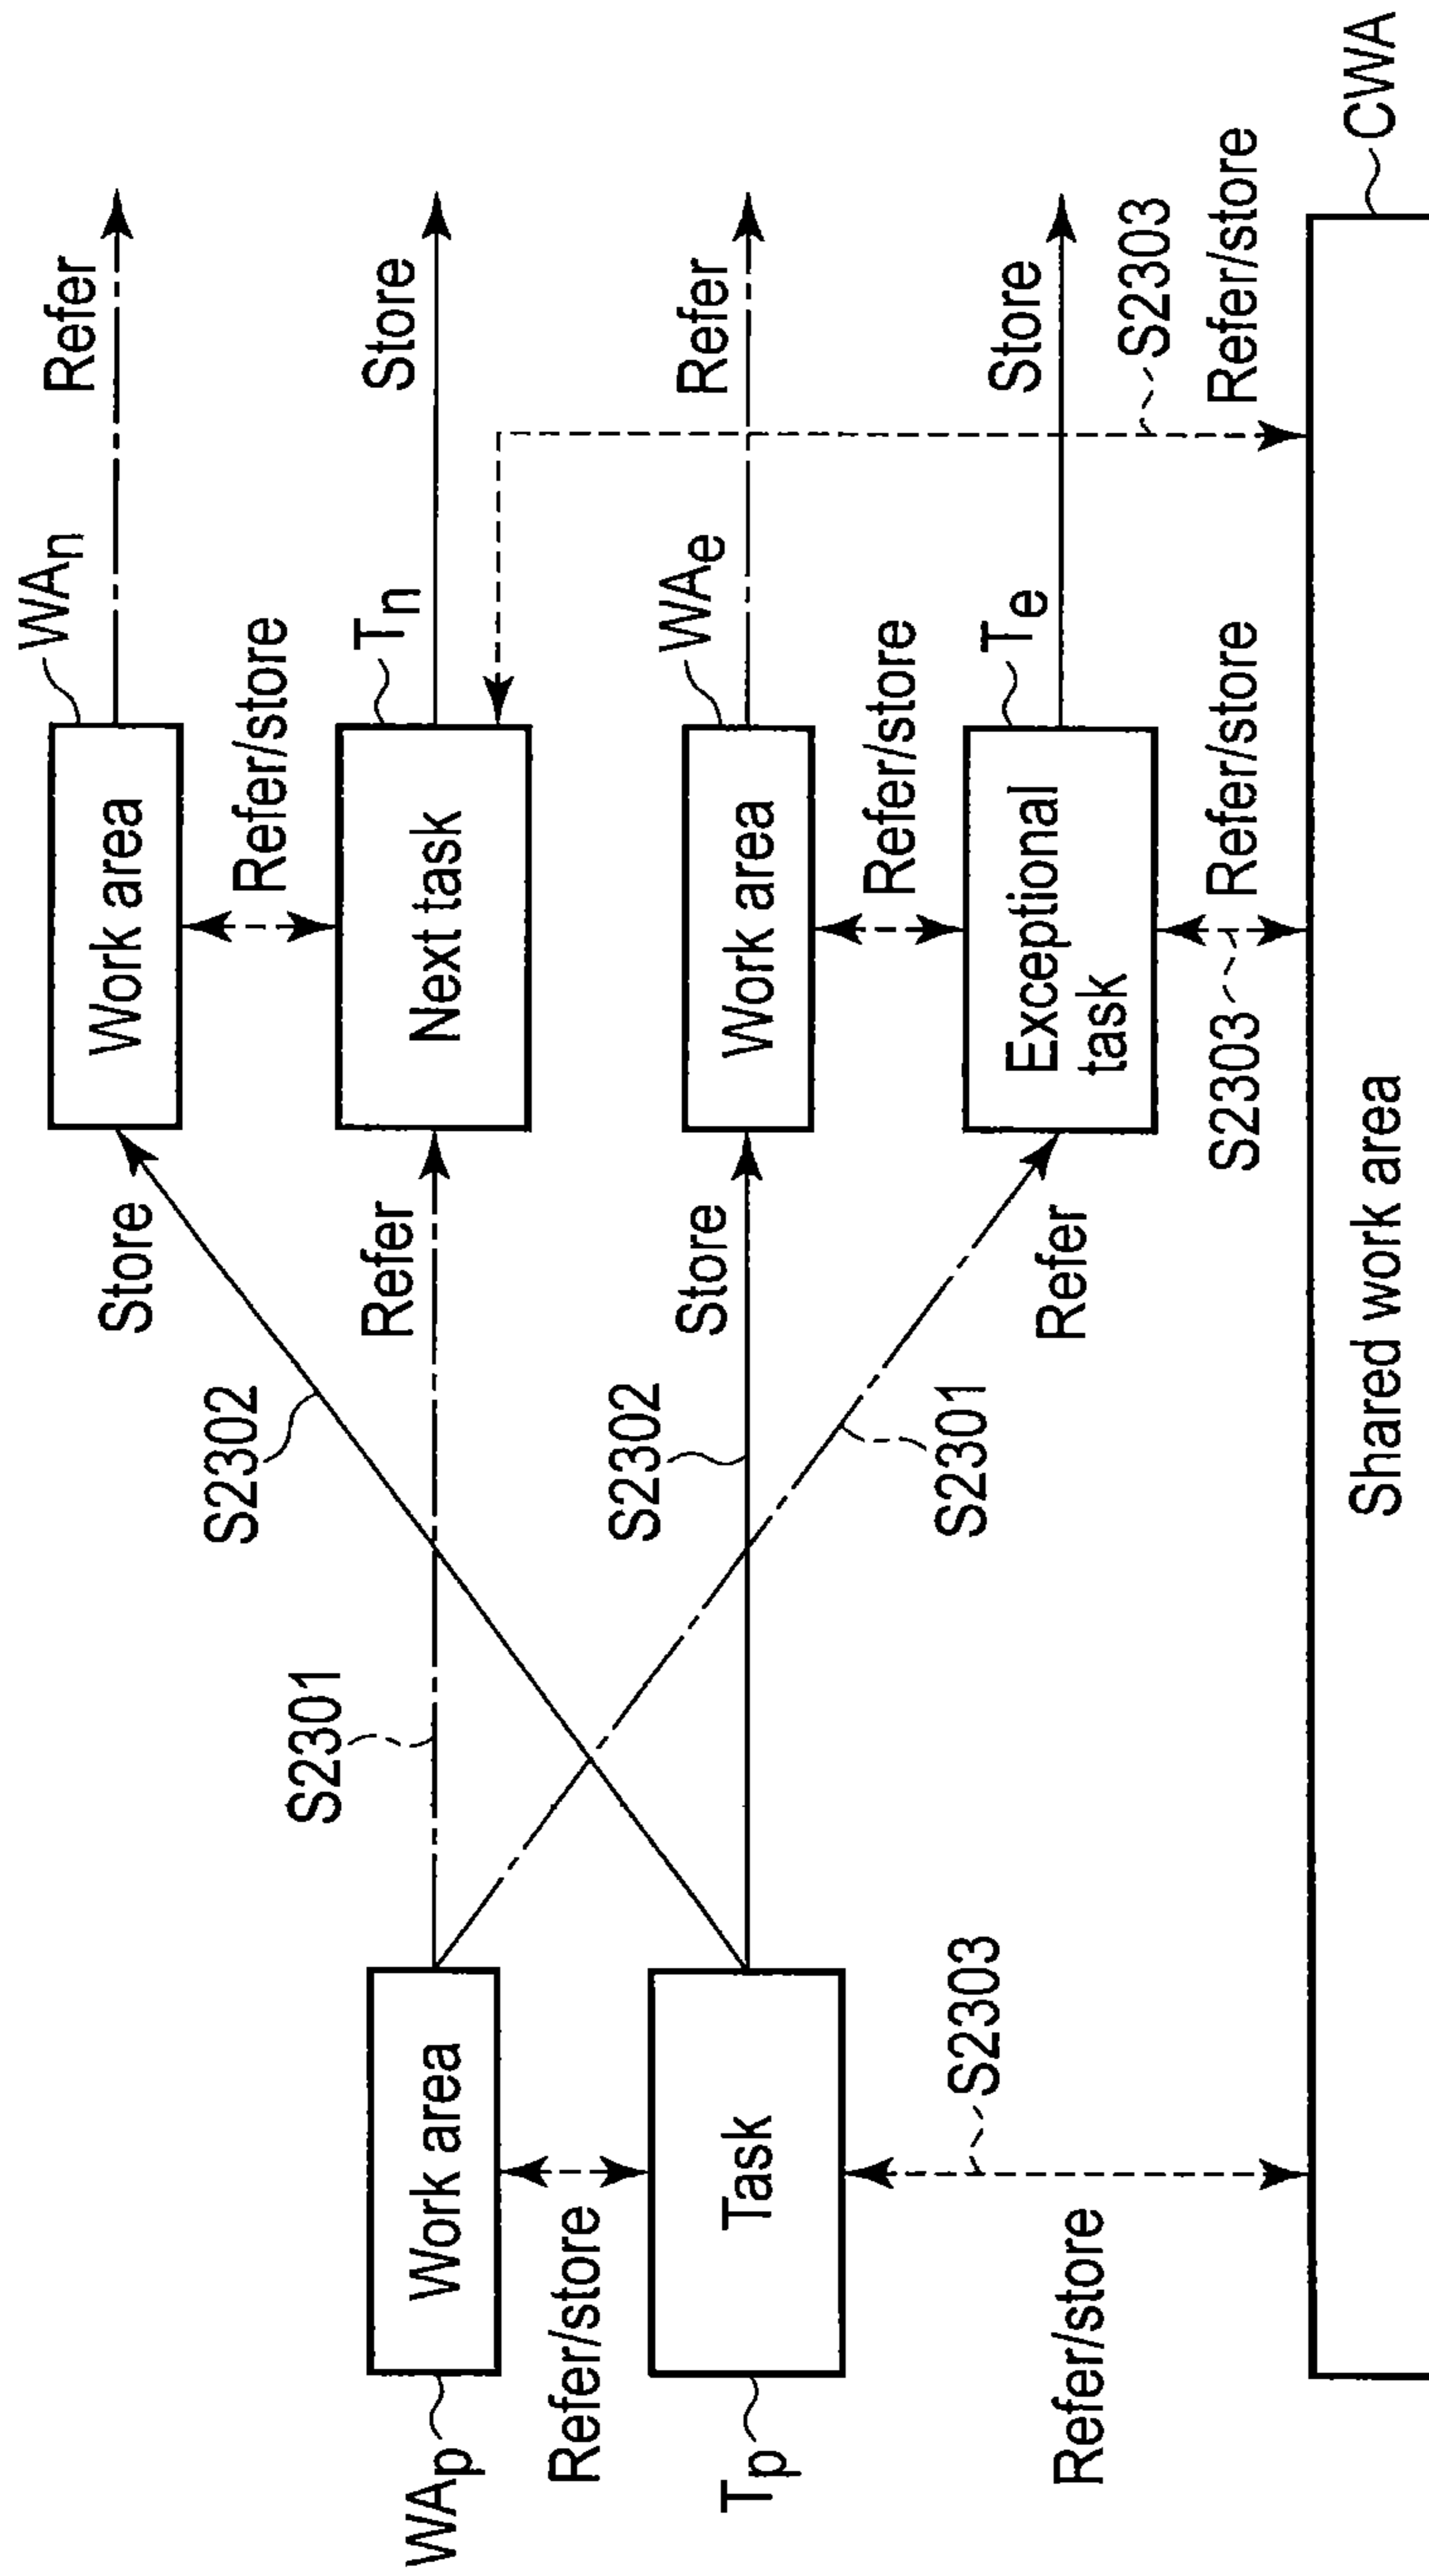 WAn
Refer
Work area
Refer/store
Store
S2302
Tn
Store
Next task
Refer
S2301
WAp
Work area
Refer/store
WAe
Refer
Work area
Refer/store
Store
S2302
Tp
Task
Te
Store
Exceptional
task
Refer
S2301
S2303
Refer/store
S2303
Refer/store
S2303
Refer/store
Shared work area
CWA